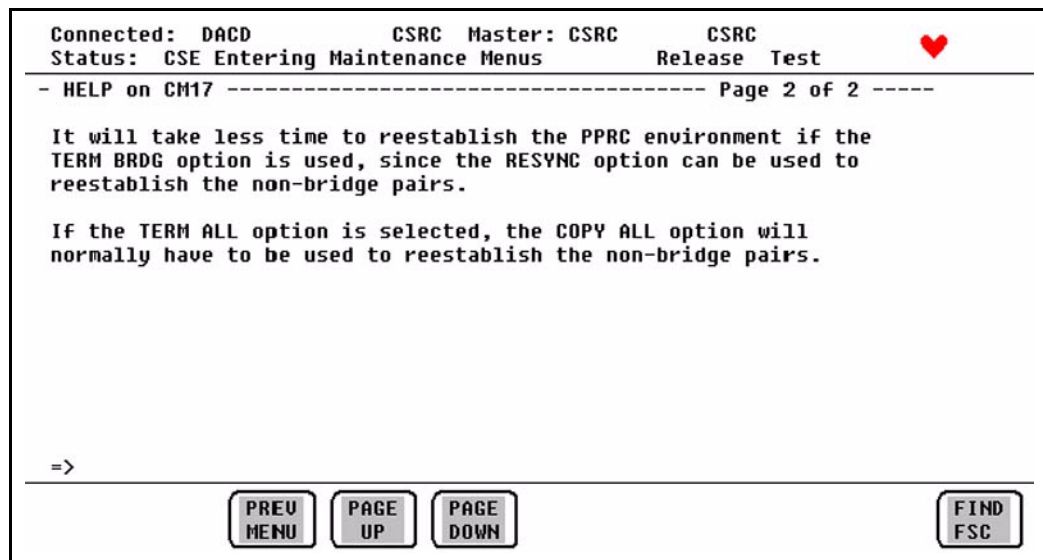 Connected: DACD CSRC Master: CSRC CSRC
Status: CSE Entering Maintenance Menus Release Test
- HELP on CM17 ------------------------------------ Page 2 of 2 -----
It will take less time to reestablish the PPRC environment if the
TERM BRDG option is used, since the RESYNC option can be used to
reestablish the non-bridge pairs.
If the TERM ALL option is selected, the COPY ALL option will
normally have to be used to reestablish the non-bridge pairs.
=>
PREV MENU
PAGE UP
PAGE DOWN
FIND FSC